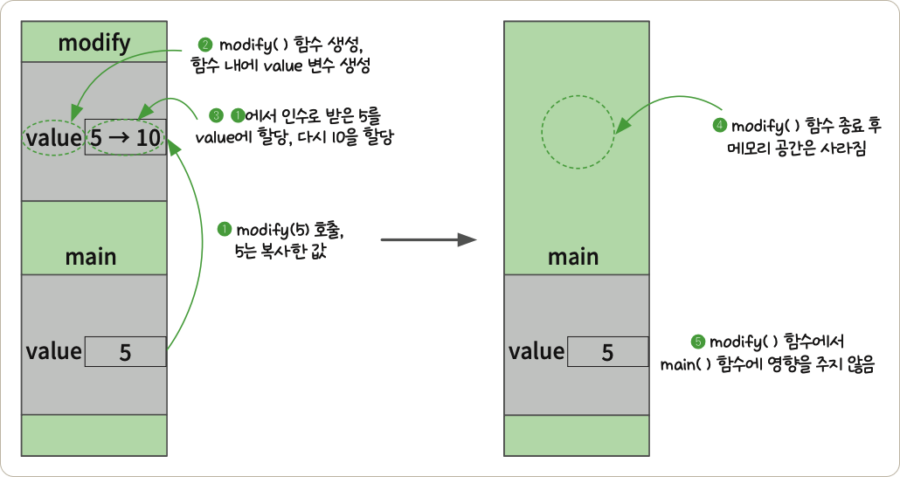 modify
❷ modify( ) 함수 생성,
함수 내에 value 변수 생성
❸ ❶에서 인수로 받은 5를
value에 할당, 다시 10을 할당
value 5 → 10
❶ modify(5) 호출,
5는 복사한 값
main
value 5
❹ modify( ) 함수 종료 후
메모리 공간은 사라짐
main
value 5
❺ modify( ) 함수에서
main( ) 함수에 영향을 주지 않음